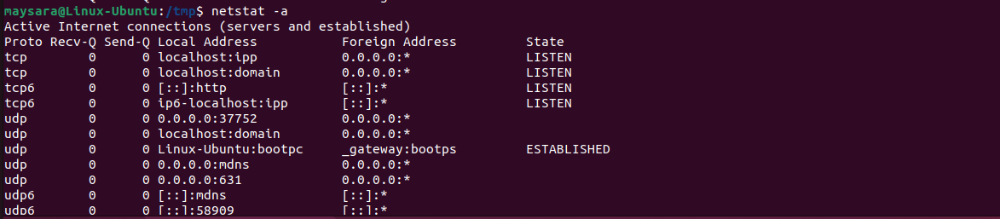 maysara@Linux-Ubuntu:/tmp$ netstat -a
Active Internet connections (servers and established)
Proto Recv-Q Send-Q Local Address           Foreign Address         State
tcp        0      0 localhost:ipp           0.0.0.0:*               LISTEN
tcp        0      0 localhost:domain        0.0.0.0:*               LISTEN
tcp6       0      0 [::]:http               [::]:*                  LISTEN
tcp6       0      0 ip6-localhost:ipp       [::]:*                  LISTEN
udp        0      0 0.0.0.0:37752           0.0.0.0:*
udp        0      0 localhost:domain        0.0.0.0:*
udp        0      0 Linux-Ubuntu:bootpc     _gateway:bootps         ESTABLISHED
udp        0      0 0.0.0.0:mdns            0.0.0.0:*
udp        0      0 0.0.0.0:631             0.0.0.0:*
udp6       0      0 [::]:mdns               [::]:*
udp6       0      0 [::]:58909              [::]:*